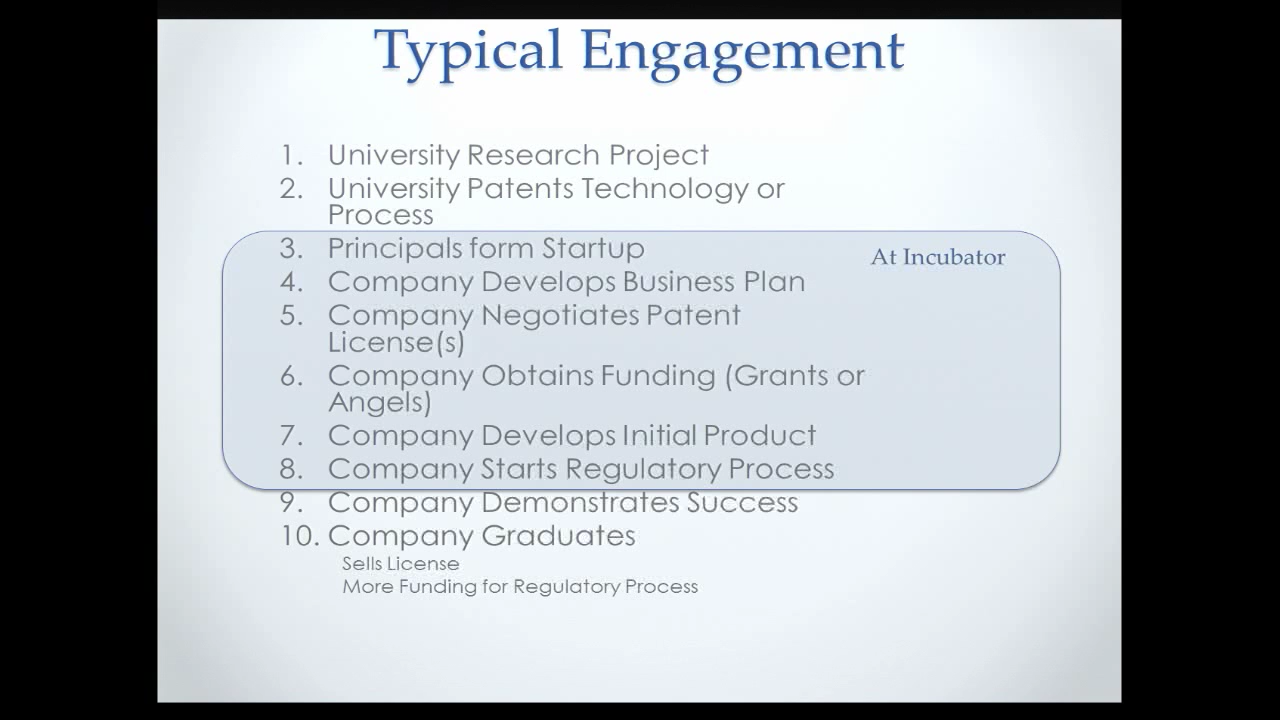 Typical Engagement
1. University Research Project
2. University Patents Technology or
Process
3. Principals form Startup
At Incubator
4. Company Develops Business Plan
5. Company Negotiates Patent
License(s)
6. Company Obtains Funding (Grants or
Angels)
7. Company Develops Initial Product
8. Company Starts Regulatory Process
9. Company Demonstrates Success
10. Company Graduates
Sells License
More Funding for Regulatory Process